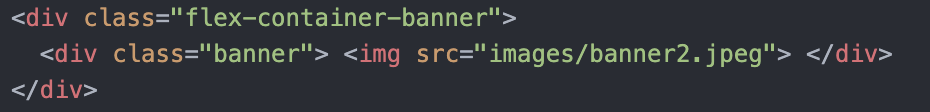 <div class="flex-container-banner">
  <div class="banner"> <img src="images/banner2.jpeg"> </div>
</div>